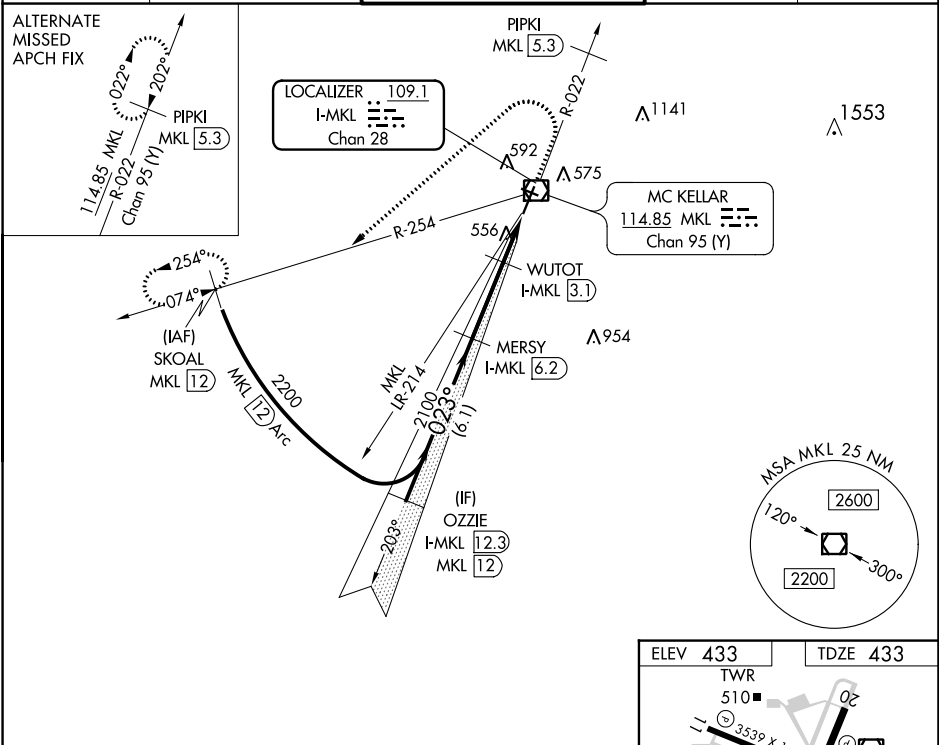 ALTERNATE
MISSED
APCH FIX
022°
202°
PIPKI
MKL 5.3
114.85 MKL
R-022
Chan 95 (Y)
PIPKI
MKL 5.3
R-022
LOCALIZER 109.1
I-MKL
Chan 28
1141
1553
592
575
MC KELLAR
114.85 MKL
Chan 95 (Y)
R-254
556
254°
074°
WUTOT
I-MKL 3.1
(IAF)
SKOAL
MKL 12
MERSY
I-MKL 6.2
954
2200
MKL 12 Arc
MKL
LR-214
2100
023°
(6.1)
(IF)
OZZIE
I-MKL 12.3
MKL 12
203°
MSA MKL 25 NM
2600
120°
300°
2200
ELEV 433
TDZE 433
TWR
510
20
11
P
3539 X